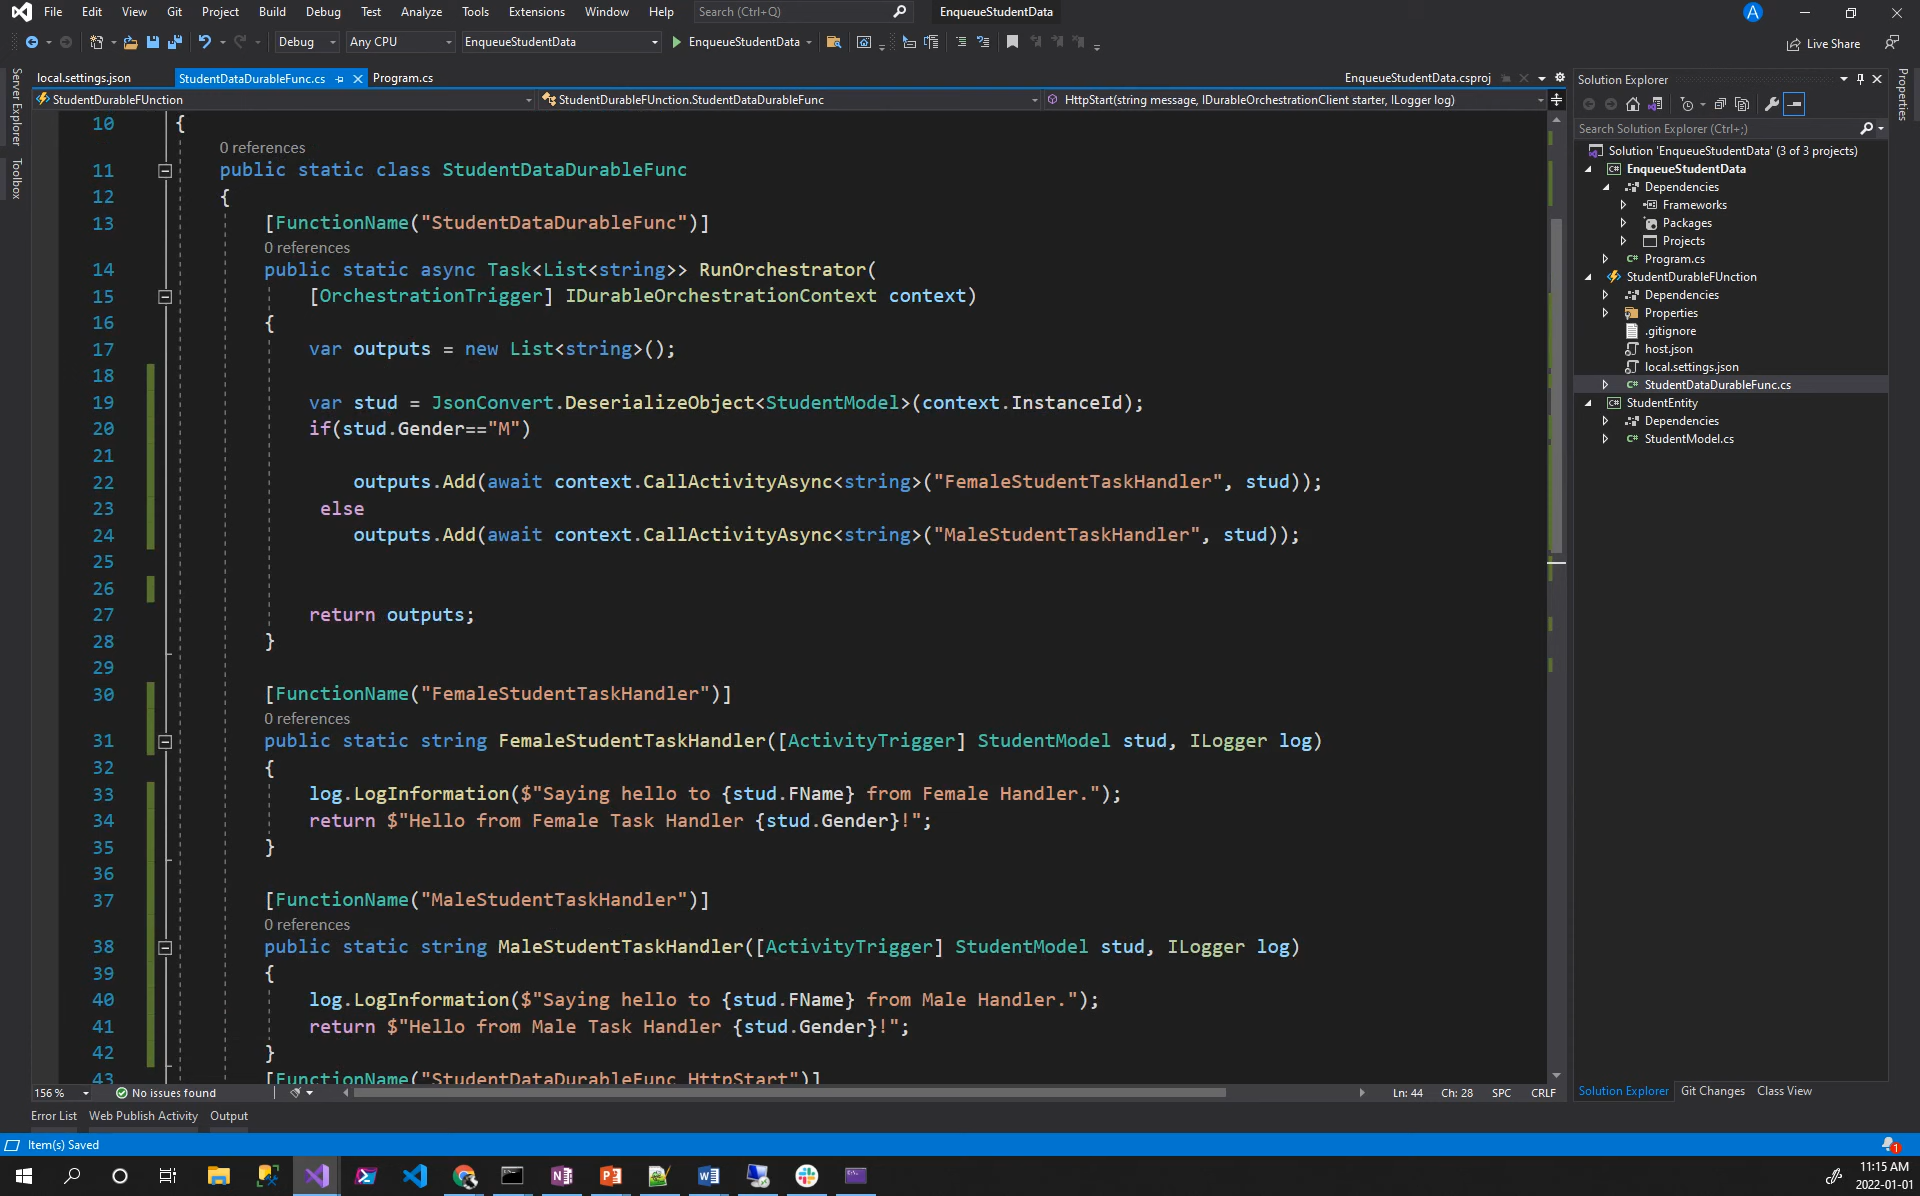 File Edit View Git Project Build Debug Test Analyze Tools Extensions Window Help Search (Ctrl+Q) EnqueueStudentData A
Debug Any CPU EnqueueStudentData EnqueueStudentData Live Share
local.settings.json StudentDataDurableFunc.cs Program.cs EnqueueStudentData.csproj
StudentDurableFUnction StudentDurableFUnction.StudentDataDurableFunc HttpStart(string message, IDurableOrchestrationClient starter, ILogger log)
Server Explorer
Toolbox
10 {
0 references
11 public static class StudentDataDurableFunc
12 {
13 [FunctionName("StudentDataDurableFunc")]
0 references
14 public static async Task<List<string>> RunOrchestrator(
15 [OrchestrationTrigger] IDurableOrchestrationContext context)
16 {
17 var outputs = new List<string>();
18
19 var stud = JsonConvert.DeserializeObject<StudentModel>(context.InstanceId);
20 if(stud.Gender=="M")
21
22 outputs.Add(await context.CallActivityAsync<string>("FemaleStudentTaskHandler", stud));
23 else
24 outputs.Add(await context.CallActivityAsync<string>("MaleStudentTaskHandler", stud));
25
26
27 return outputs;
28 }
29
30 [FunctionName("FemaleStudentTaskHandler")]
0 references
31 public static string FemaleStudentTaskHandler([ActivityTrigger] StudentModel stud, ILogger log)
32 {
33 log.LogInformation($"Saying hello to {stud.FName} from Female Handler.");
34 return $"Hello from Female Task Handler {stud.Gender}!";
35 }
36
37 [FunctionName("MaleStudentTaskHandler")]
0 references
38 public static string MaleStudentTaskHandler([ActivityTrigger] StudentModel stud, ILogger log)
39 {
40 log.LogInformation($"Saying hello to {stud.FName} from Male Handler.");
41 return $"Hello from Male Task Handler {stud.Gender}!";
42 }
43 [FunctionName("StudentDataDurableFunc HttpStart")]
156 % No issues found Ln: 44 Ch: 28 SPC CRLF
Error List Web Publish Activity Output
Item(s) Saved
Solution Explorer
Search Solution Explorer (Ctrl+;)
Solution 'EnqueueStudentData' (3 of 3 projects)
EnqueueStudentData
Dependencies
Frameworks
Packages
Projects
C# Program.cs
StudentDurableFUnction
Dependencies
Properties
.gitignore
host.json
local.settings.json
C# StudentDataDurableFunc.cs
C# StudentEntity
Dependencies
C# StudentModel.cs
Solution Explorer Git Changes Class View
Properties
1
11:15 AM
2022-01-01